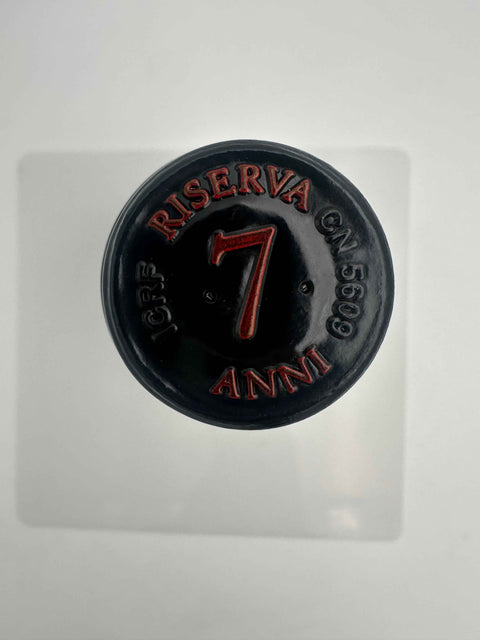 RISERVA
7
ANNI
ICRF
CN 5609